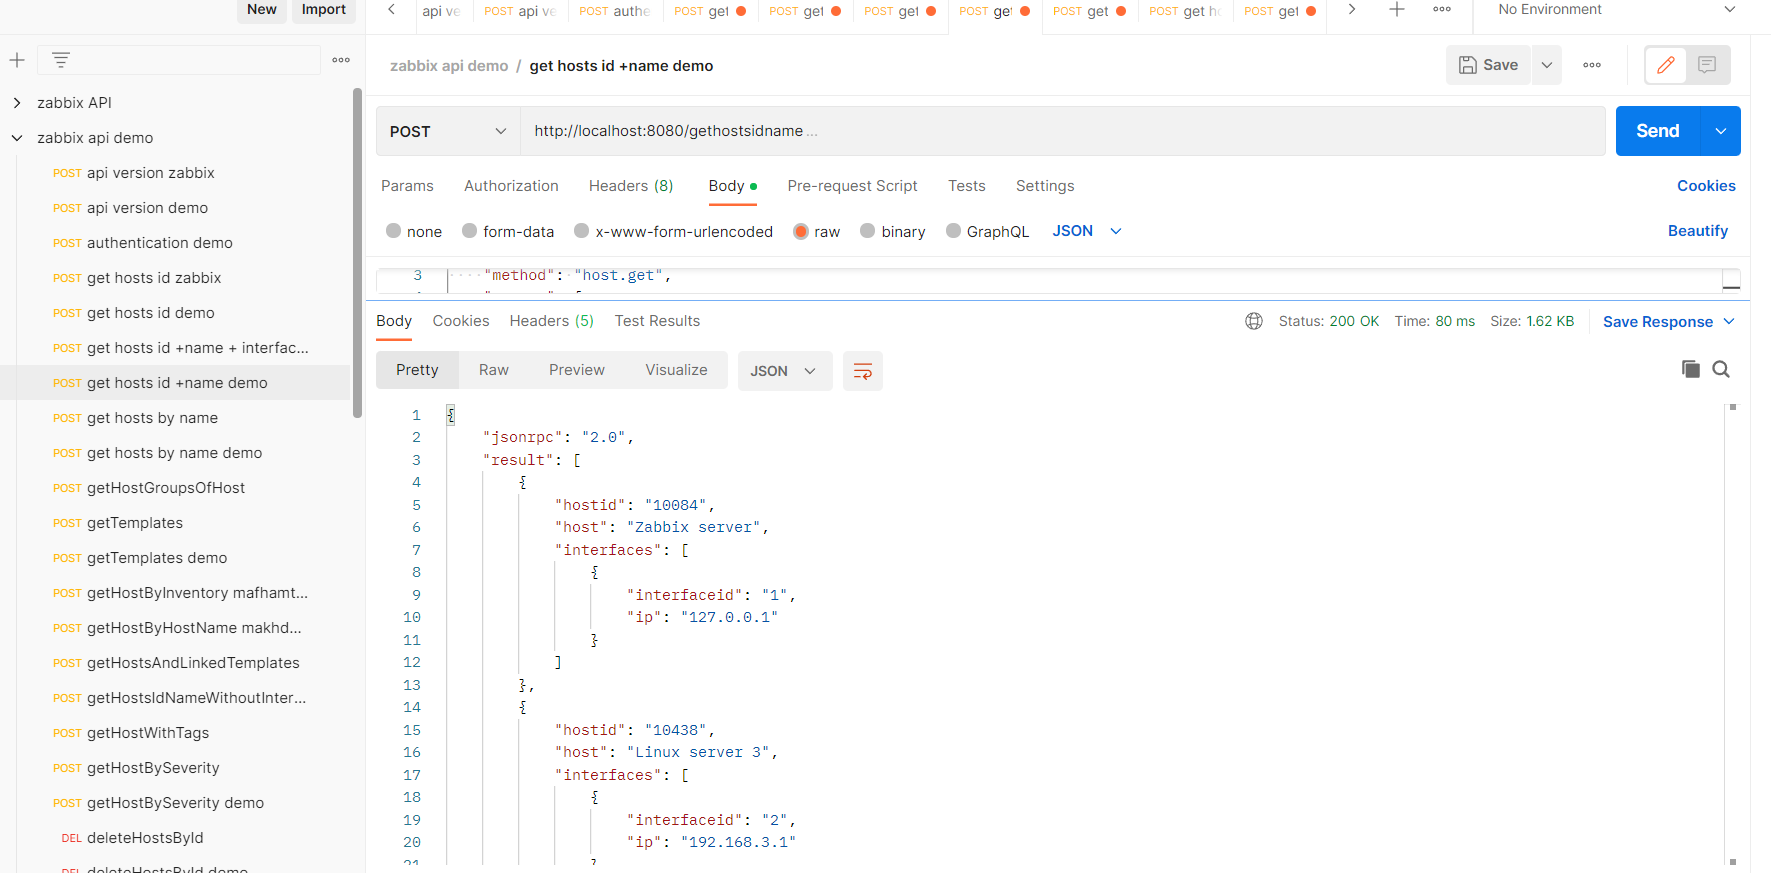 New Import
api ve POST api ve POST authe POST get POST get POST get POST get POST get POST get h POST get No Environment
zabbix api demo / get hosts id +name demo Save
zabbix API
zabbix api demo
POST api version zabbix
POST api version demo
POST authentication demo
POST get hosts id zabbix
POST get hosts id demo
POST get hosts id +name + interfac...
POST get hosts id +name demo
POST get hosts by name
POST get hosts by name demo
POST getHostGroupsOfHost
POST getTemplates
POST getTemplates demo
POST getHostByInventory mafhamt...
POST getHostByHostName makhd...
POST getHostsAndLinkedTemplates
POST getHostsIdNameWithoutInter...
POST getHostWithTags
POST getHostBySeverity
POST getHostBySeverity demo
DEL deleteHostsById
DEL deleteHostsById demo
POST http://localhost:8080/gethostsidname ... Send
Params Authorization Headers (8) Body Pre-request Script Tests Settings Cookies
none form-data x-www-form-urlencoded raw binary GraphQL JSON Beautify
3 "method": "host.get",
Body Cookies Headers (5) Test Results Status: 200 OK Time: 80 ms Size: 1.62 KB Save Response
Pretty Raw Preview Visualize JSON
1 {
2 "jsonrpc": "2.0",
3 "result": [
4 {
5 "hostid": "10084",
6 "host": "Zabbix server",
7 "interfaces": [
8 {
9 "interfaceid": "1",
10 "ip": "127.0.0.1"
11 }
12 ]
13 },
14 {
15 "hostid": "10438",
16 "host": "Linux server 3",
17 "interfaces": [
18 {
19 "interfaceid": "2",
20 "ip": "192.168.3.1"
21 }